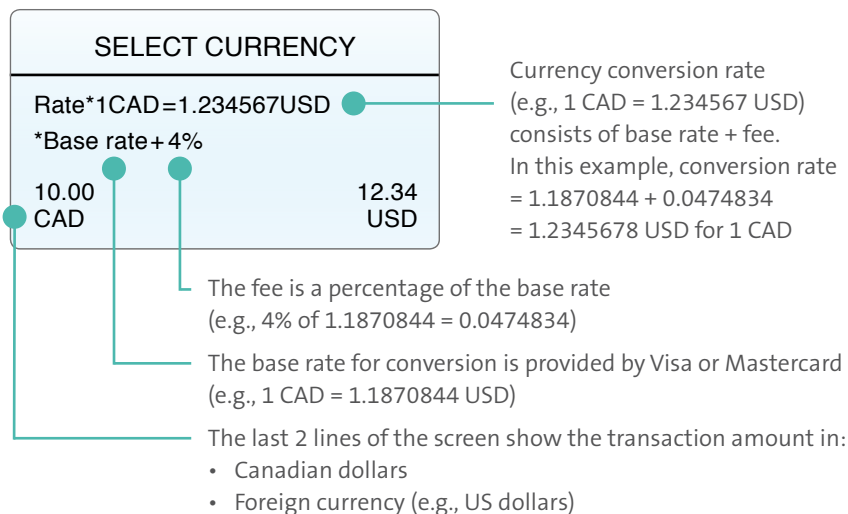 SELECT CURRENCY
Rate*1CAD=1.234567USD
*Base rate+4%
10.00 12.34
CAD USD
Currency conversion rate
(e.g., 1 CAD = 1.234567 USD)
consists of base rate + fee.
In this example, conversion rate
= 1.1870844 + 0.0474834
= 1.2345678 USD for 1 CAD
The fee is a percentage of the base rate
(e.g., 4% of 1.1870844 = 0.0474834)
The base rate for conversion is provided by Visa or Mastercard
(e.g., 1 CAD = 1.1870844 USD)
The last 2 lines of the screen show the transaction amount in:
• Canadian dollars
• Foreign currency (e.g., US dollars)